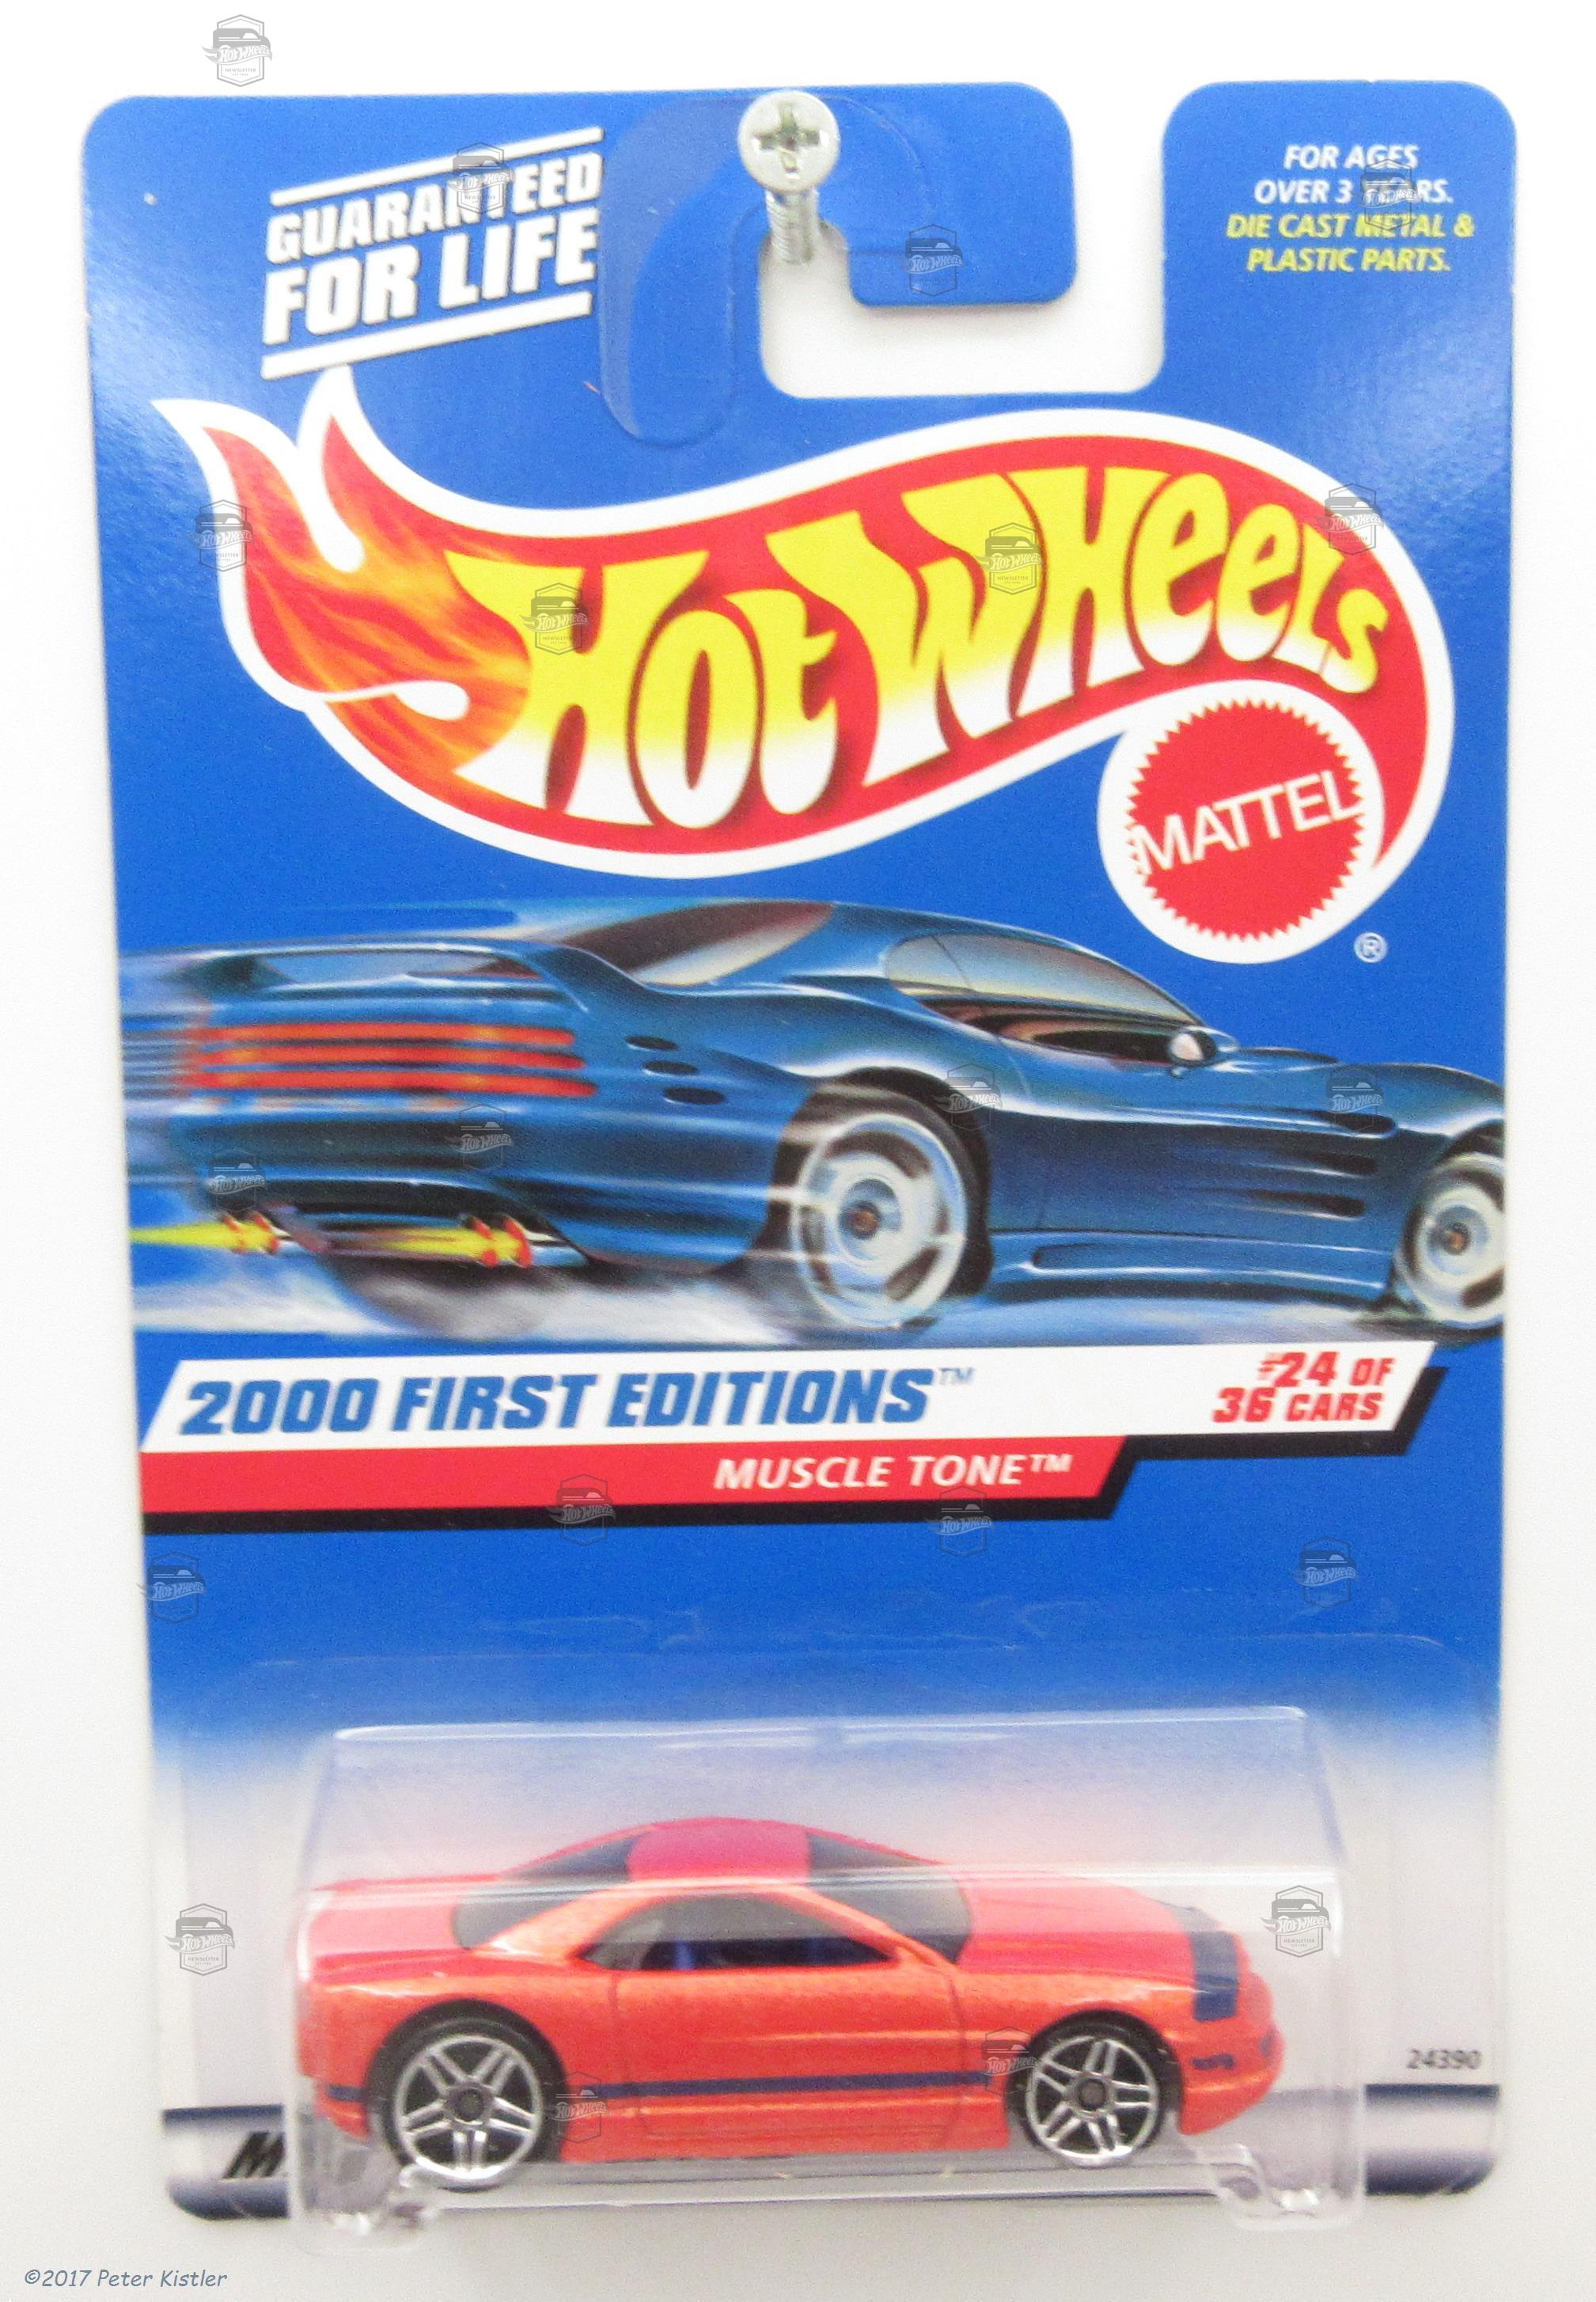 GUARANTEED
FOR LIFE
FOR AGES
OVER 3 YEARS.
DIE CAST METAL &
PLASTIC PARTS.
HOT WHEELS
MATTEL
®
2000 FIRST EDITIONS™
#24 OF
36 CARS
MUSCLE TONE™
24390
©2017 Peter Kistler